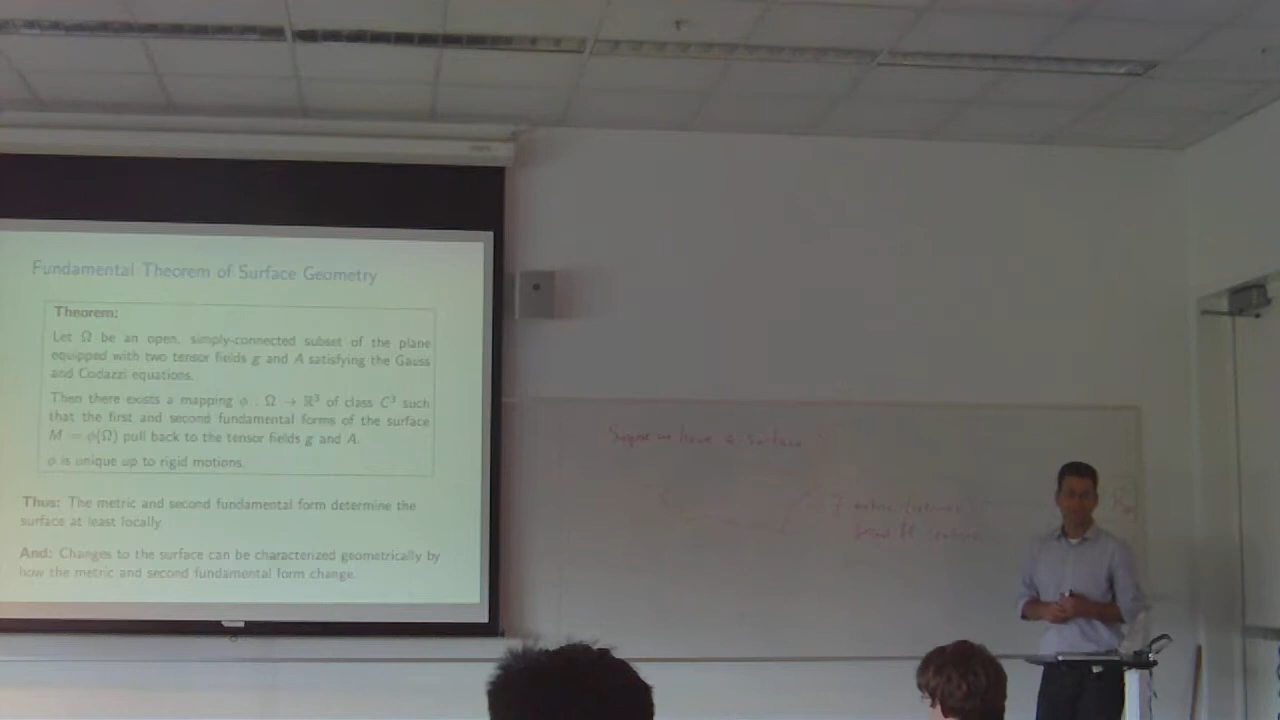 Fundamental Theorem of Surface Geometry
Theorem:
Let Ω be an open, simply-connected subset of the plane
equipped with two tensor fields g and A satisfying the Gauss
and Codazzi equations.
Then there exists a mapping ϕ : Ω → ℝ³ of class C³ such
that the first and second fundamental forms of the surface
M = ϕ(Ω) pull back to the tensor fields g and A.
ϕ is unique up to rigid motions.
Thus: The metric and second fundamental form determine the
surface at least locally.
And: Changes to the surface can be characterized geometrically by
how the metric and second fundamental form change.
Suppose we have a surface